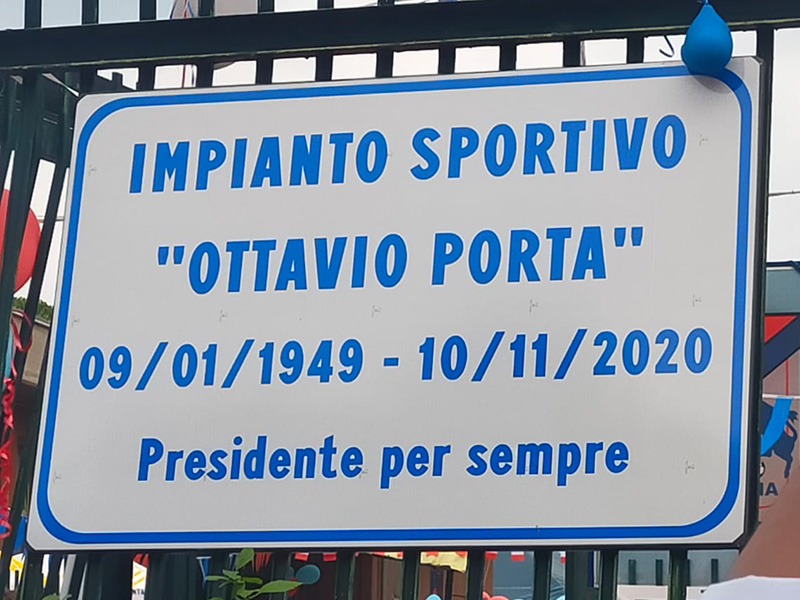 IMPIANTO SPORTIVO
"OTTAVIO PORTA"
09/01/1949 - 10/11/2020
Presidente per sempre